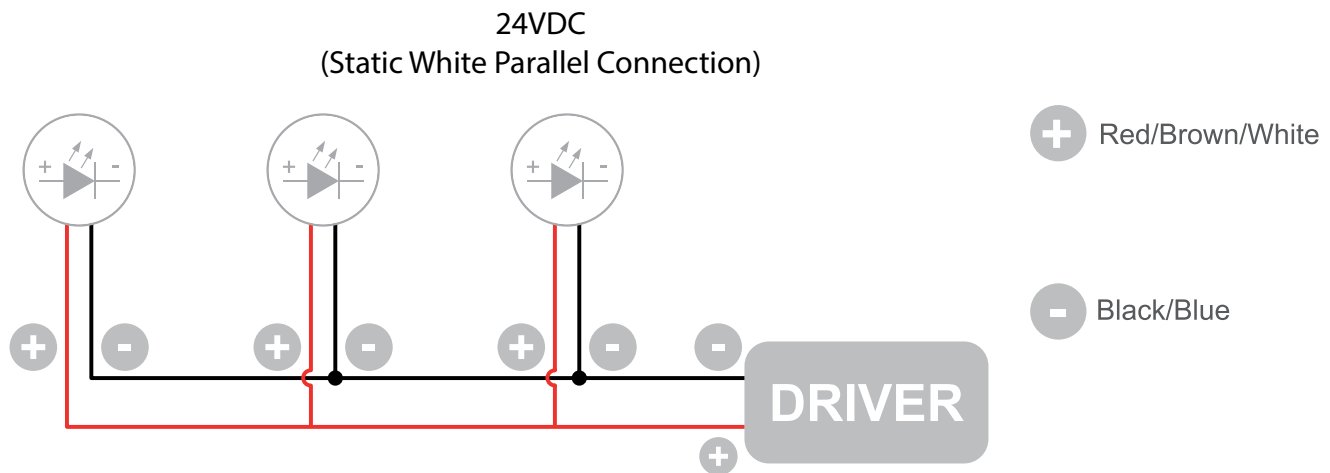 24VDC
(Static White Parallel Connection)
+ - + - + -
+ Red/Brown/White
- Black/Blue
+ - + - + - -
DRIVER
+